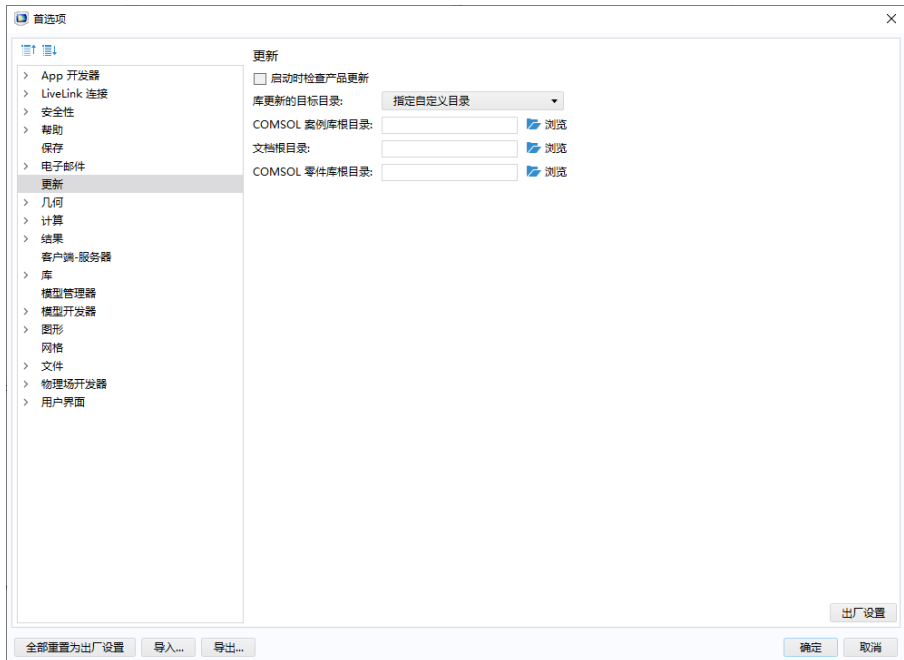 首选项
App 开发器
LiveLink 连接
安全性
帮助
保存
电子邮件
更新
几何
计算
结果
客户端-服务器
库
模型管理器
模型开发器
图形
网格
文件
物理场开发器
用户界面
更新
启动时检查产品更新
库更新的目标目录: 指定自定义目录
COMSOL 案例库根目录: 浏览
文档根目录: 浏览
COMSOL 零件库根目录: 浏览
出厂设置
全部重置为出厂设置 导入... 导出... 确定 取消